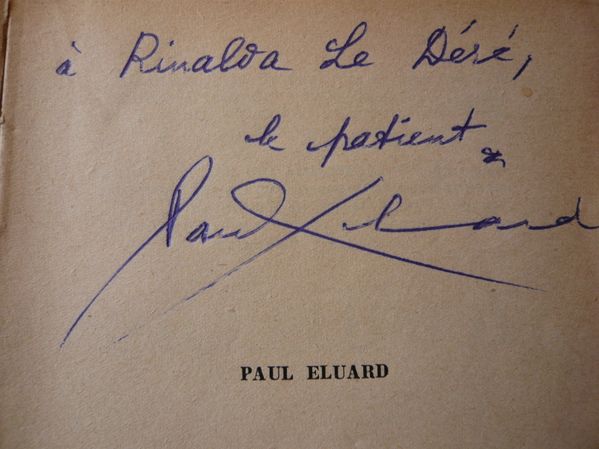 à Rinalda Le Déré,
le patient *
Paul Eluard
PAUL ELUARD